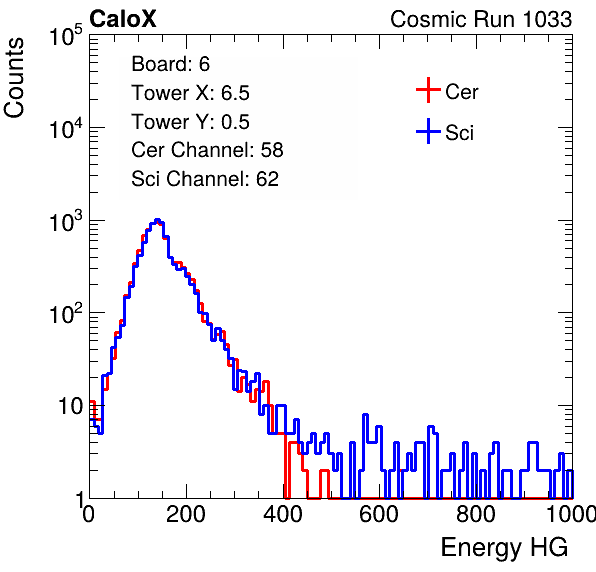 CaloX
Cosmic Run 1033
Counts
10^5
10^4
10^3
10^2
10
1
Board: 6
Tower X: 6.5
Tower Y: 0.5
Cer Channel: 58
Sci Channel: 62
Cer
Sci
0
200
400
600
800
1000
Energy HG